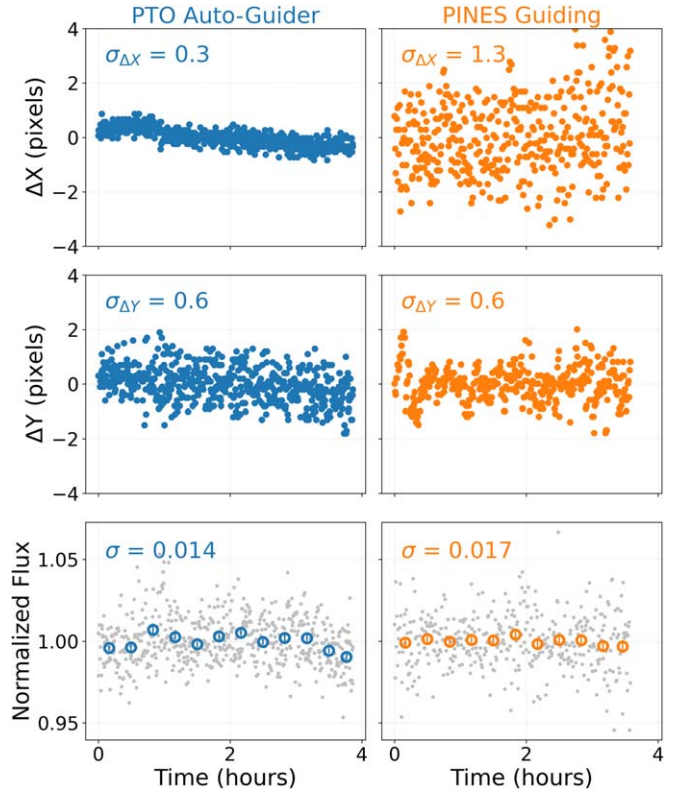 PTO Auto-Guider PINES Guiding
ΔX (pixels)
4
2
0
−2
−4
σΔX = 0.3
σΔX = 1.3
ΔY (pixels)
4
2
0
−2
−4
σΔY = 0.6
σΔY = 0.6
Normalized Flux
1.05
1.00
0.95
σ = 0.014
σ = 0.017
0 2 4 0 2 4
Time (hours) Time (hours)